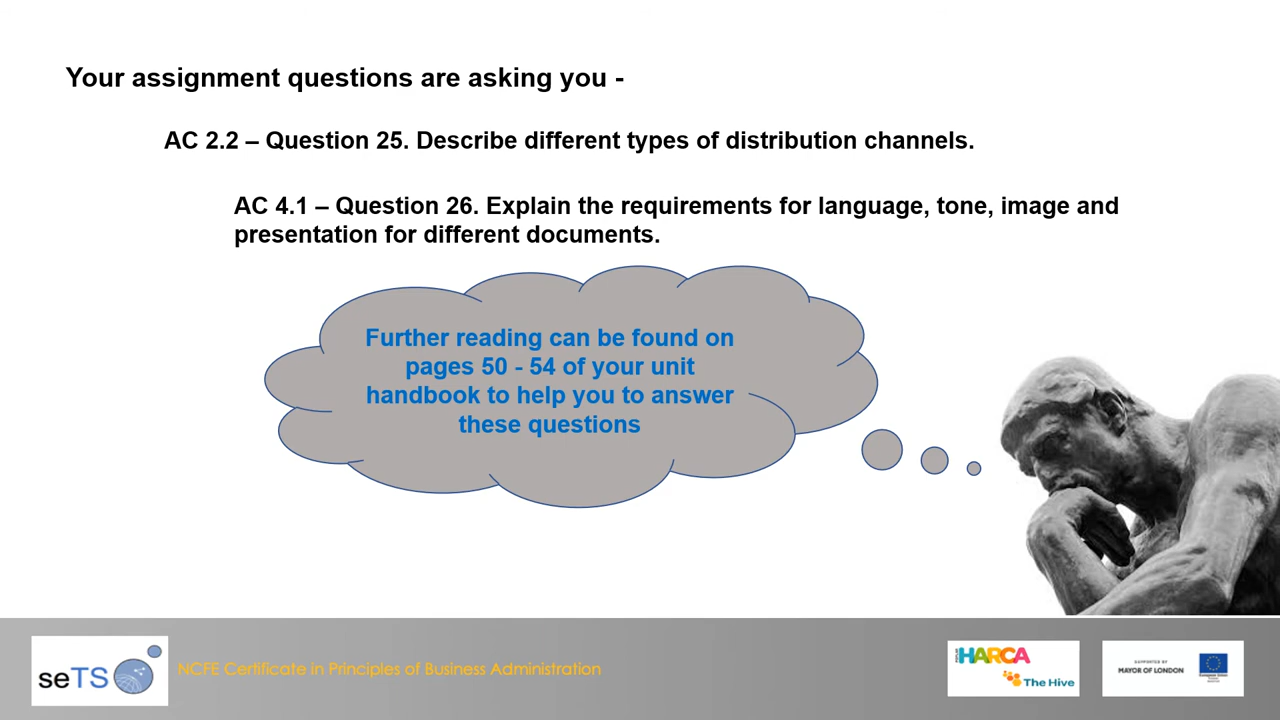 Your assignment questions are asking you -
AC 2.2 – Question 25. Describe different types of distribution channels.
AC 4.1 – Question 26. Explain the requirements for language, tone, image and
presentation for different documents.
Further reading can be found on
pages 50 - 54 of your unit
handbook to help you to answer
these questions
seTS
NCFE Certificate in Principles of Business Administration
HARCA
The Hive
SUPPORTED BY
MAYOR OF LONDON
European Union